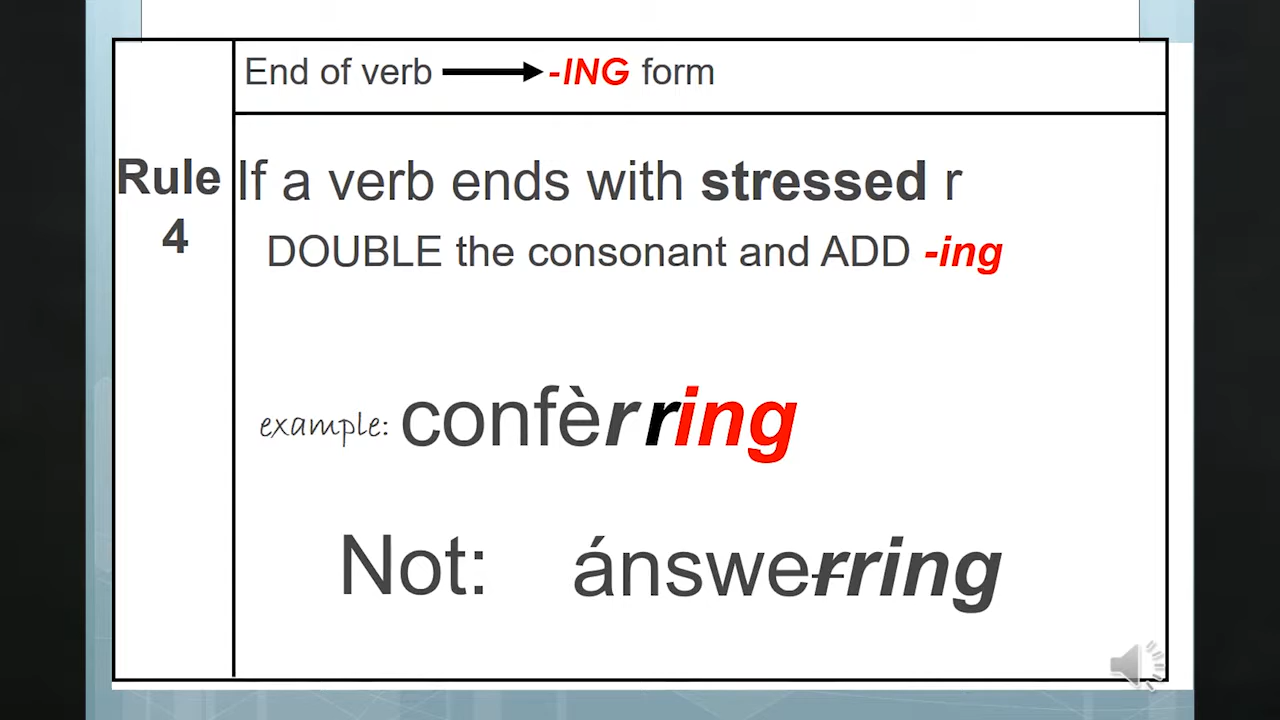 End of verb -ING form
Rule
4
If a verb ends with stressed r
DOUBLE the consonant and ADD -ing
example: confèrring
Not: ánswerring